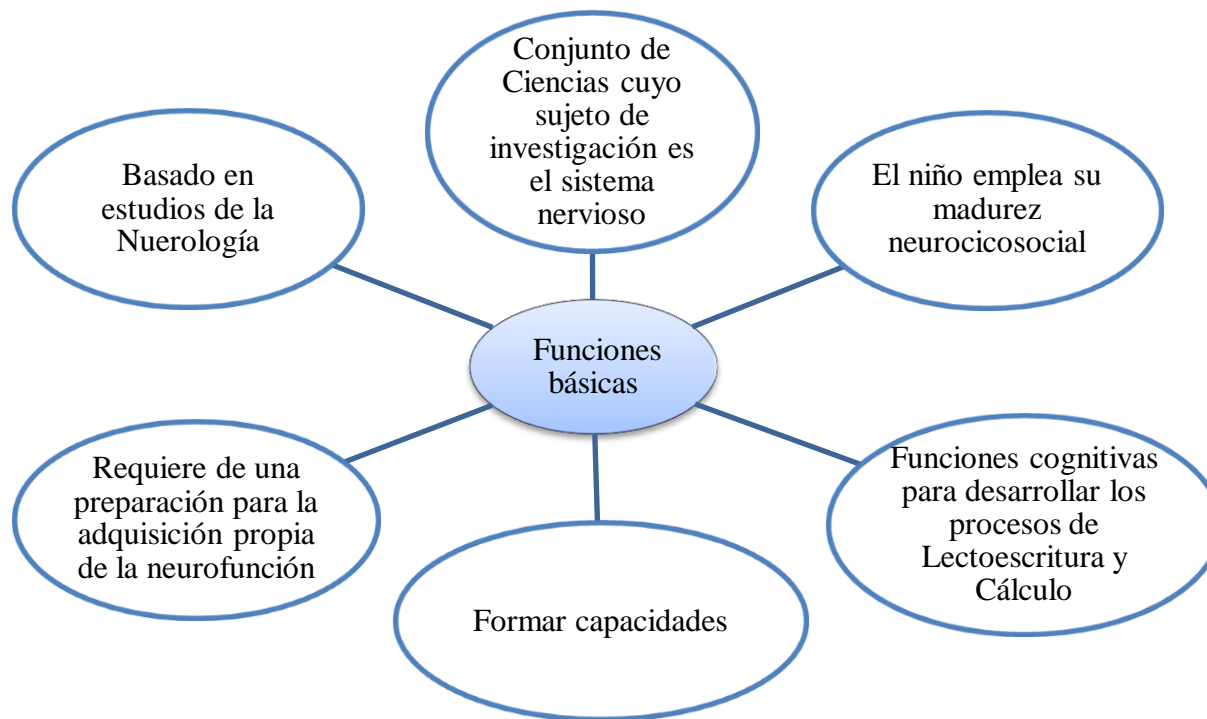 Conjunto de
Ciencias cuyo
sujeto de
investigación es
el sistema
nervioso
Basado en
estudios de la
Nuerología
El niño emplea su
madurez
neurocicosocial
Funciones
básicas
Requiere de una
preparación para la
adquisición propia
de la neurofunción
Funciones cognitivas
para desarrollar los
procesos de
Lectoescritura y
Cálculo
Formar capacidades